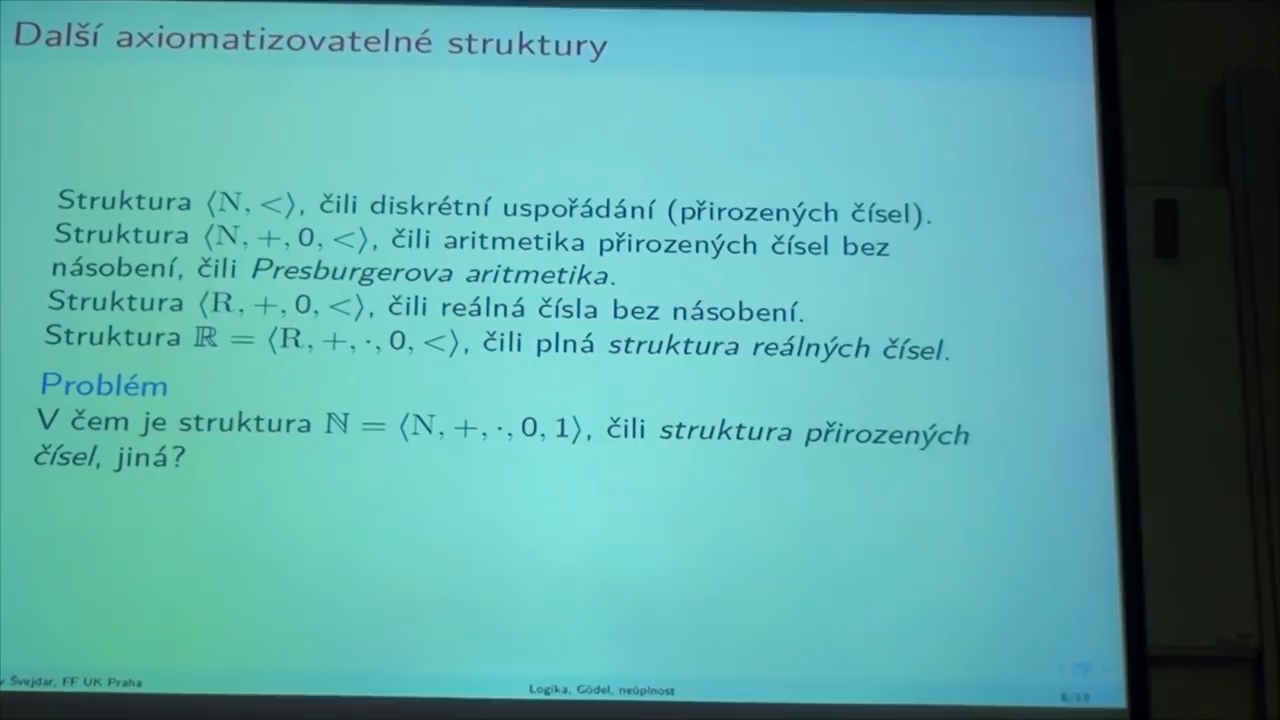 Další axiomatizovatelné struktury
Struktura ⟨N, <⟩, čili diskrétní uspořádání (přirozených čísel).
Struktura ⟨N, +, 0, <⟩, čili aritmetika přirozených čísel bez
násobení, čili Presburgerova aritmetika.
Struktura ⟨R, +, 0, <⟩, čili reálná čísla bez násobení.
Struktura ℝ = ⟨R, +, ·, 0, <⟩, čili plná struktura reálných čísel.
Problém
V čem je struktura ℕ = ⟨N, +, ·, 0, 1⟩, čili struktura přirozených
čísel, jiná?
Švejdar, FF UK Praha
Logika, Gödel, neúplnost